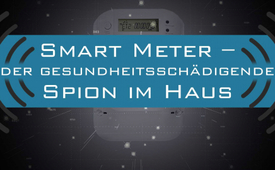 Smart Meter –
der gesundheitsschädigende
Spion im Haus